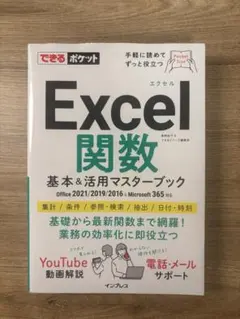 できるポケット
手軽に読めて
ずっと役立つ
エクセル
Excel
関数
基本&活用マスターブック
Office 2021/2019/2016 & Microsoft 365 対応
集計 / 条件 / 参照・検索 / 抽出 / 日付・時刻
基礎から最新関数まで網羅!
業務の効率化に即役立つ
YouTube
動画解説
電話・メール
サポート
インプレス